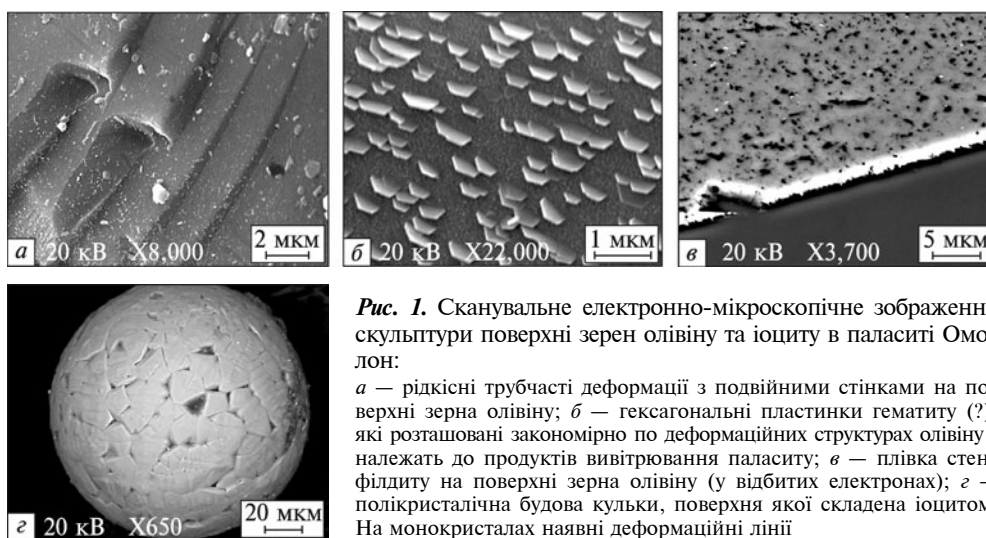 а 20 кВ X8,000 2 мкм
б 20 кВ X22,000 1 мкм
в 20 кВ X3,700 5 мкм
г 20 кВ X650 20 мкм
Рис. 1. Сканувальне електронно-мікроскопічне зображенн
скульптури поверхні зерен олівіну та іоциту в паласиті Омо
лон:
а — рідкісні трубчасті деформації з подвійними стінками на по
верхні зерна олівіну; б — гексагональні пластинки гематиту (?)
які розташовані закономірно по деформаційних структурах олівіну
належать до продуктів вивітрювання паласиту; в — плівка стен
філдиту на поверхні зерна олівіну (у відбитих електронах); г –
полікристалічна будова кульки, поверхня якої складена іоцитом
На монокристалах наявні деформаційні лінії